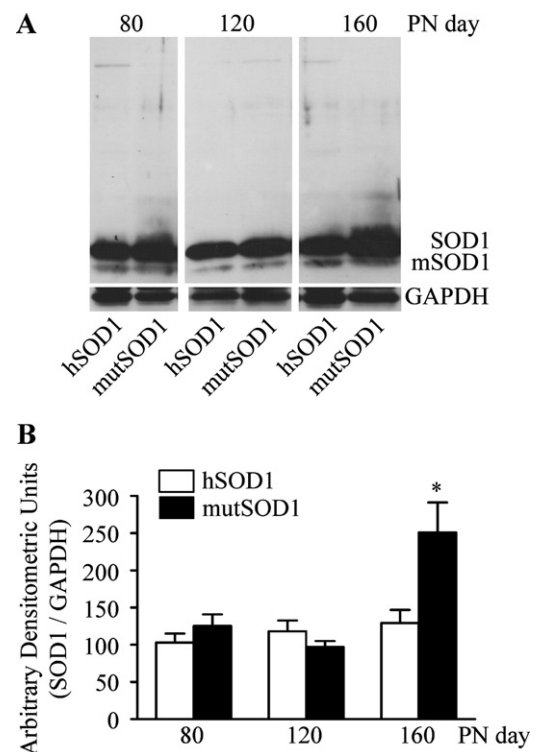 A
80 120 160 PN day
SOD1
mSOD1
GAPDH
hSOD1 mutSOD1 hSOD1 mutSOD1 hSOD1 mutSOD1
B
Arbitrary Densitometric Units
(SOD1 / GAPDH)
hSOD1
mutSOD1
*
300
250
200
150
100
50
0
80 120 160 PN day